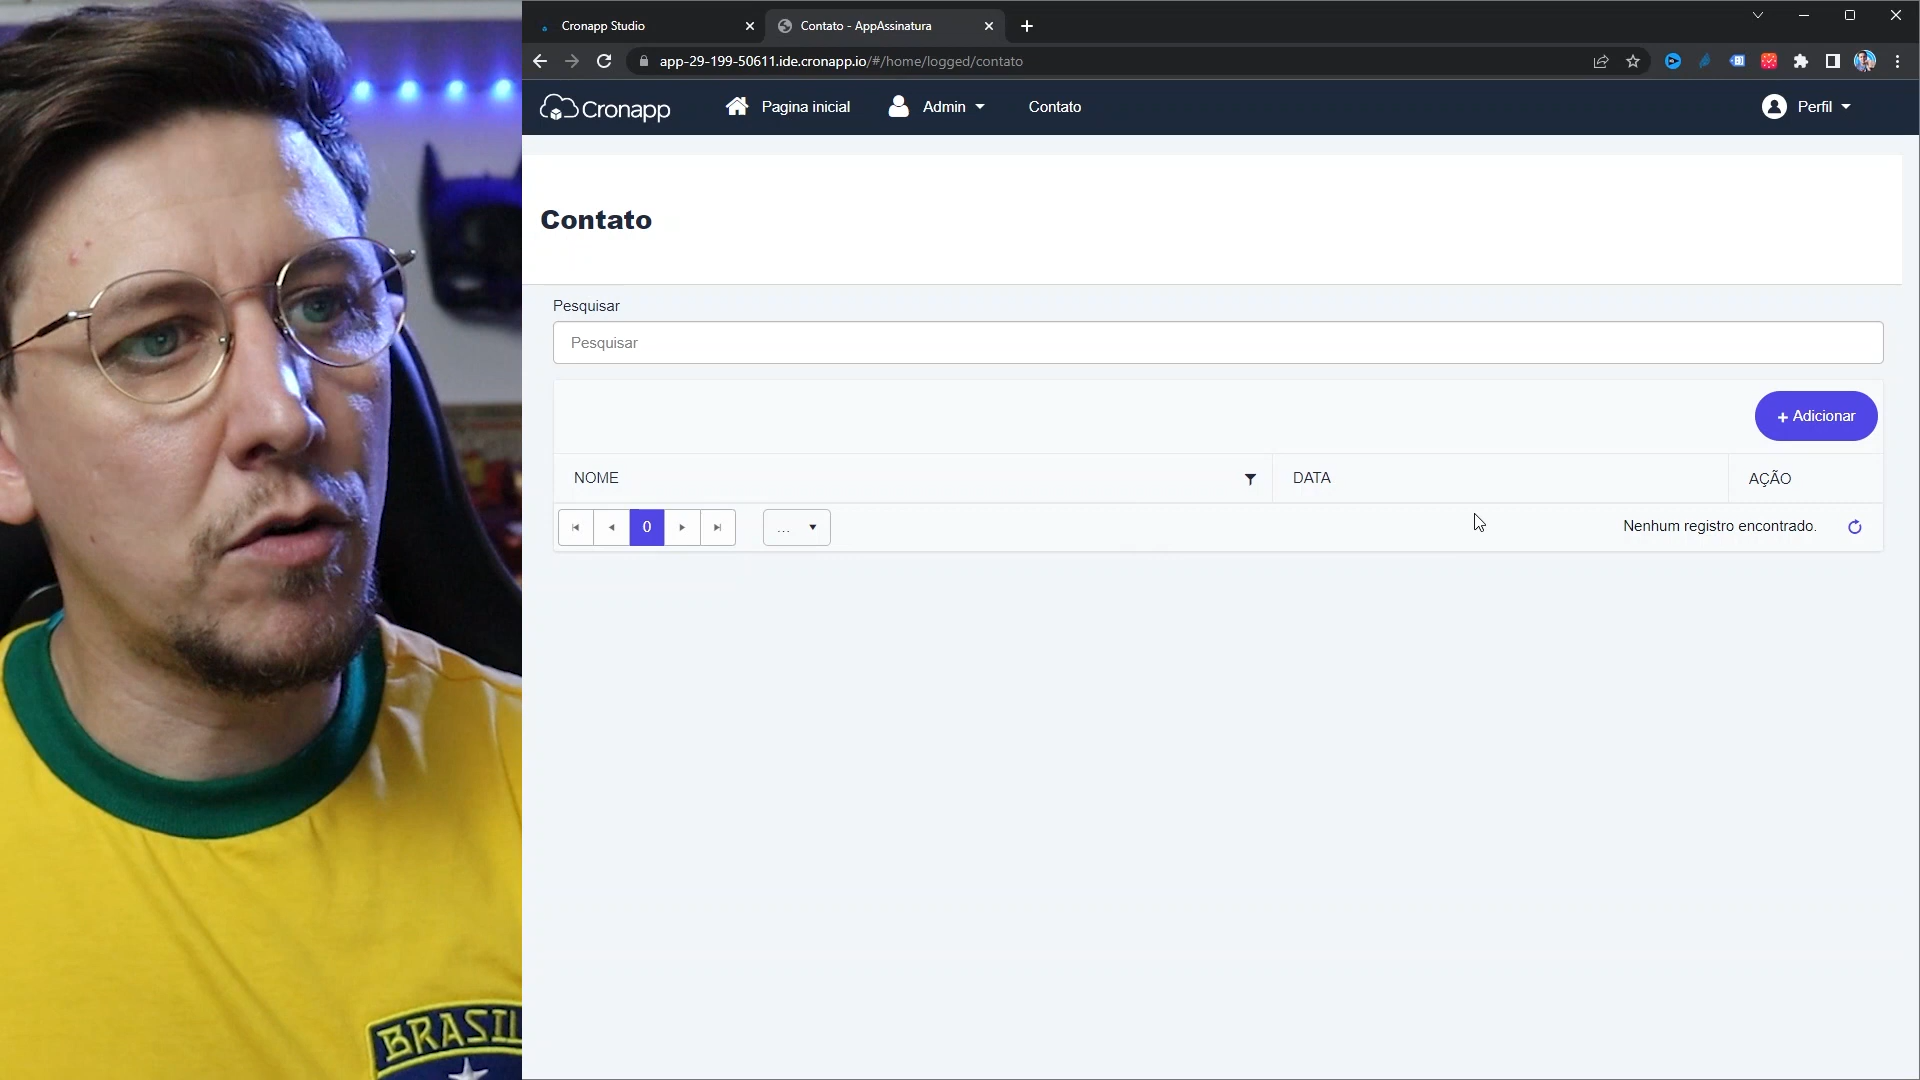 Cronapp Studio
Contato - AppAssinatura
app-29-199-50611.ide.cronapp.io/#/home/logged/contato
Cronapp
Pagina inicial
Admin
Contato
Perfil
Contato
Pesquisar
Pesquisar
+ Adicionar
NOME
DATA
AÇÃO
0
...
Nenhum registro encontrado.
BRASIL